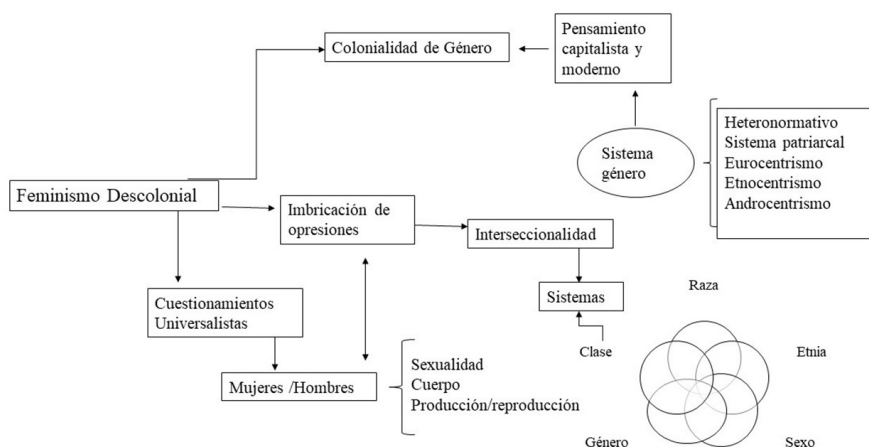 Colonialidad de Género
Pensamiento
capitalista y
moderno
Sistema
género
Heteronormativo
Sistema patriarcal
Eurocentrismo
Etnocentrismo
Androcentrismo
Feminismo Descolonial
Imbricación de
opresiones
Interseccionalidad
Cuestionamientos
Universalistas
Sistemas
Mujeres /Hombres
Sexualidad
Cuerpo
Producción/reproducción
Raza
Clase
Etnia
Género
Sexo